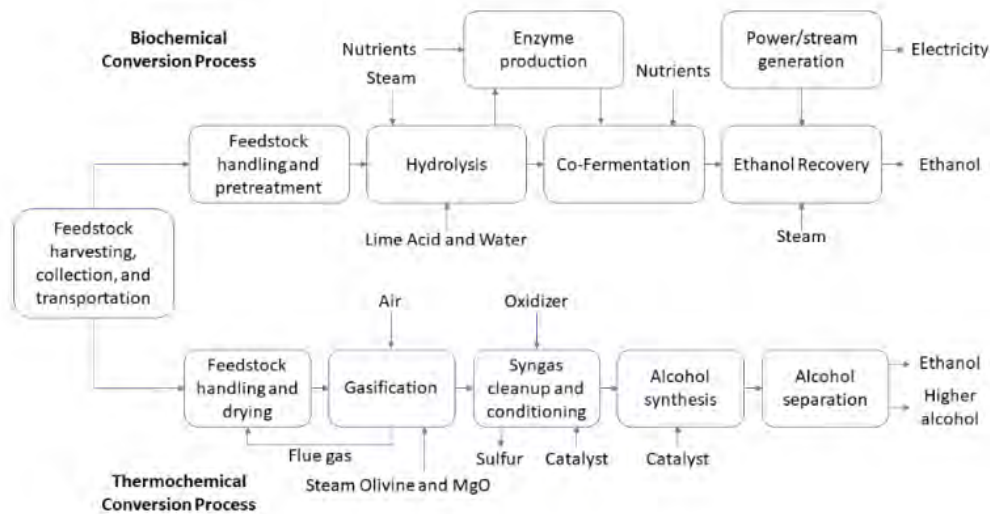 Biochemical
Conversion Process
Nutrients
Steam
Enzyme
production
Nutrients
Power/stream
generation
Electricity
Feedstock
handling and
pretreatment
Hydrolysis
Co-Fermentation
Ethanol Recovery
Ethanol
Lime Acid and Water
Steam
Feedstock
harvesting,
collection, and
transportation
Air
Oxidizer
Feedstock
handling and
drying
Gasification
Syngas
cleanup and
conditioning
Alcohol
synthesis
Alcohol
separation
Ethanol
Higher
alcohol
Flue gas
Steam Olivine and MgO
Sulfur
Catalyst
Catalyst
Thermochemical
Conversion Process